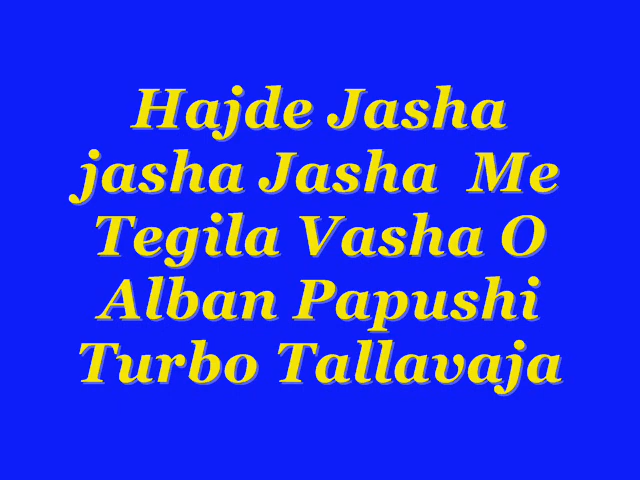 Hajde Jasha
jasha Jasha  Me
Tegila Vasha O
Alban Papushi
Turbo Tallavaja